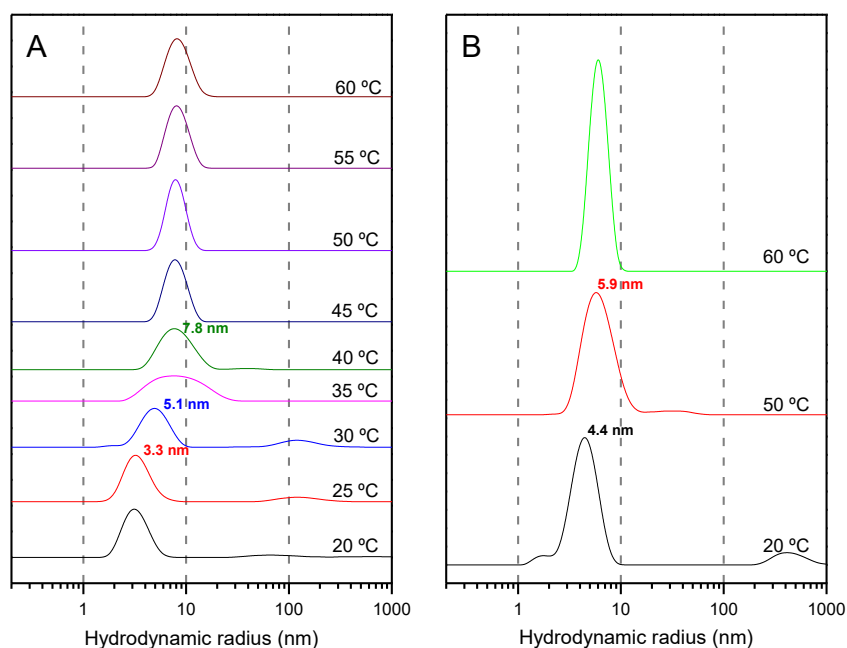 A
60 ºC
55 ºC
50 ºC
45 ºC
7.8 nm
40 ºC
35 ºC
5.1 nm
30 ºC
3.3 nm
25 ºC
20 ºC
1
10
100
1000
Hydrodynamic radius (nm)
B
60 ºC
5.9 nm
50 ºC
4.4 nm
20 ºC
1
10
100
1000
Hydrodynamic radius (nm)